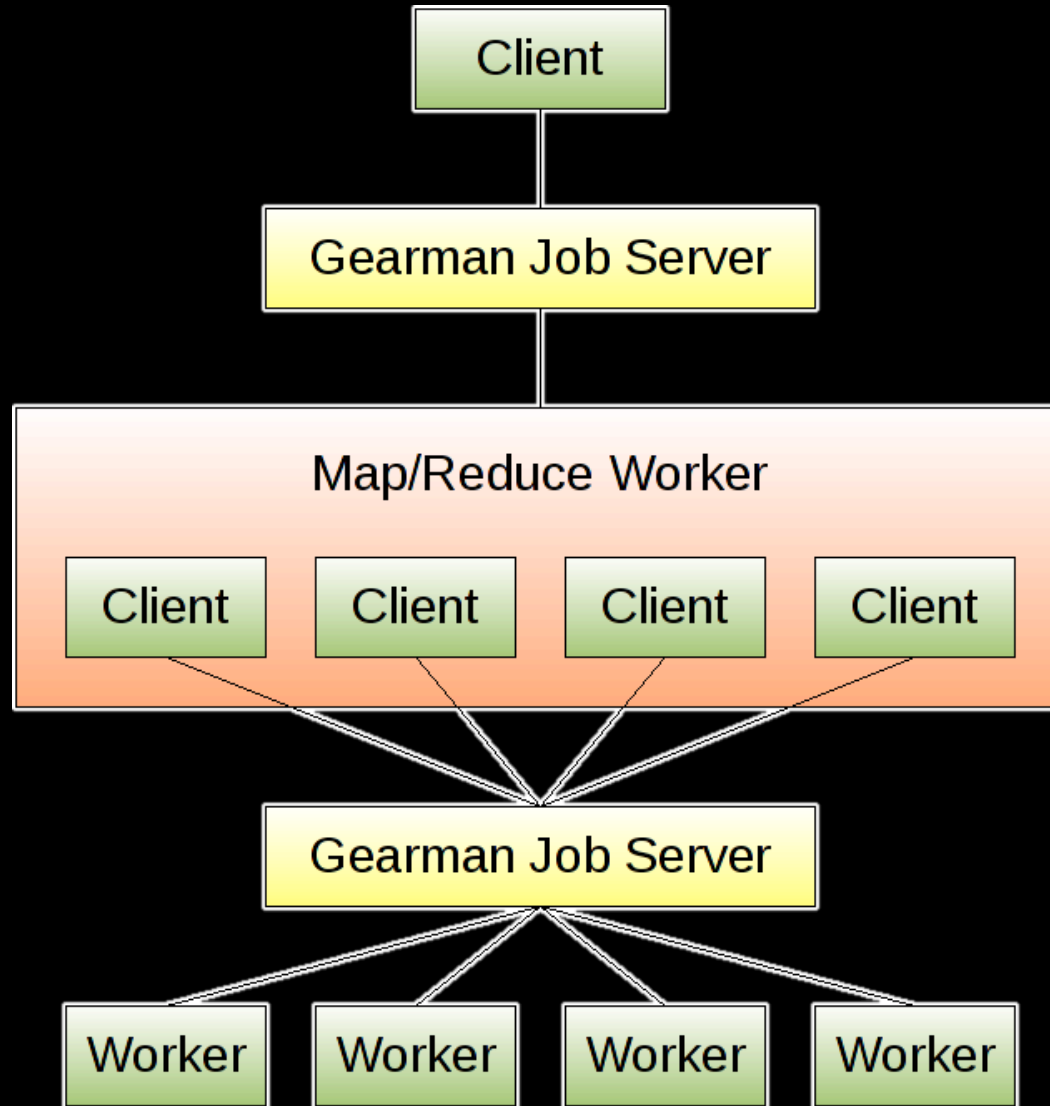 Client
Gearman Job Server
Map/Reduce Worker
Client Client Client Client
Gearman Job Server
Worker Worker Worker Worker